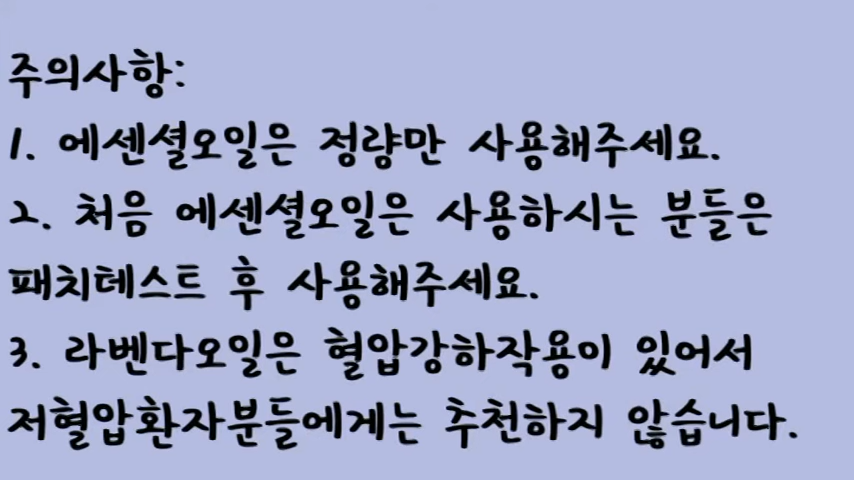 주의사항:
1. 에센셜오일은 정량만 사용해주세요.
2. 처음 에센셜오일은 사용하시는 분들은
패치테스트 후 사용해주세요.
3. 라벤다오일은 혈압강하작용이 있어서
저혈압환자분들에게는 추천하지 않습니다.